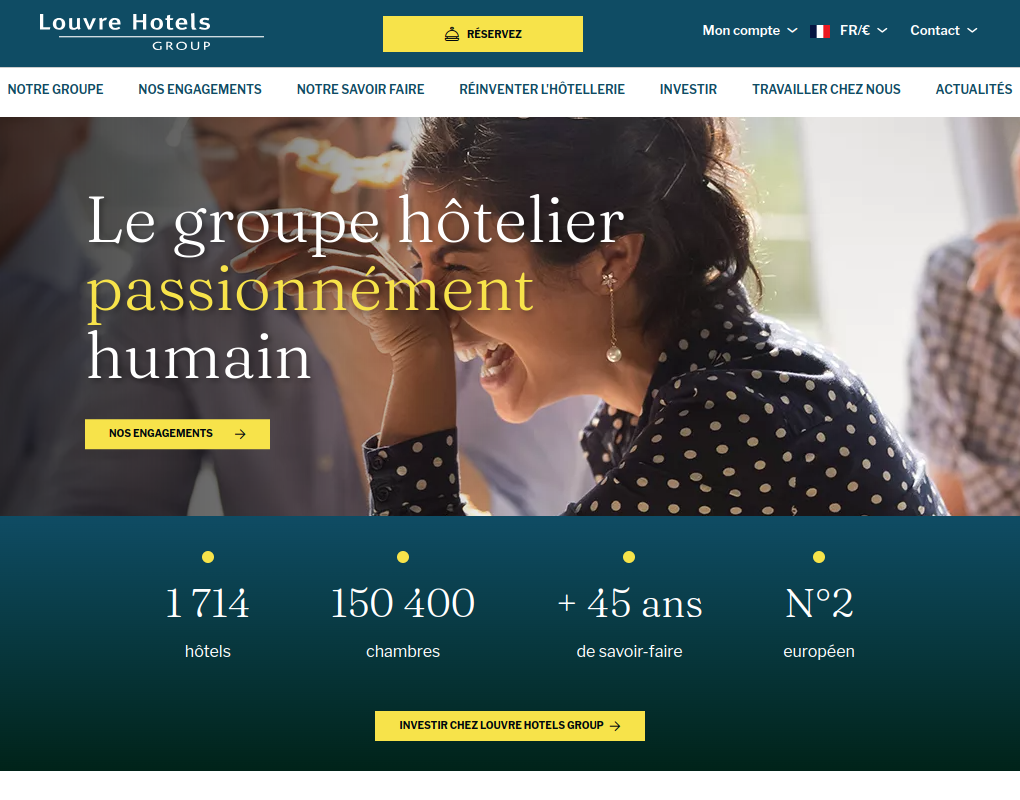 Louvre Hotels
GROUP
RÉSERVEZ
Mon compte
FR/€
Contact
NOTRE GROUPE
NOS ENGAGEMENTS
NOTRE SAVOIR FAIRE
RÉINVENTER L'HÔTELLERIE
INVESTIR
TRAVAILLER CHEZ NOUS
ACTUALITÉS
Le groupe hôtelier
passionnément
humain
NOS ENGAGEMENTS
1 714
150 400
+ 45 ans
N°2
hôtels
chambres
de savoir-faire
européen
INVESTIR CHEZ LOUVRE HOTELS GROUP